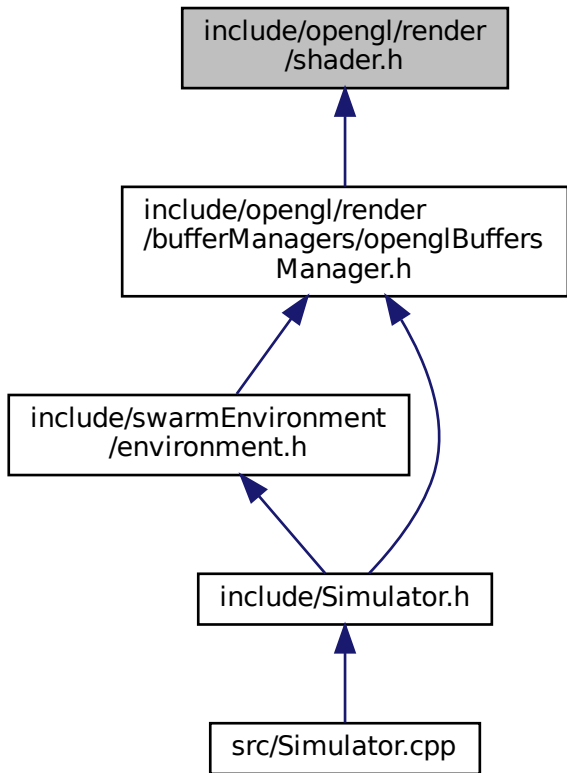 include/opengl/render
/shader.h
include/opengl/render
/bufferManagers/openglBuffers
Manager.h
include/swarmEnvironment
/environment.h
include/Simulator.h
src/Simulator.cpp